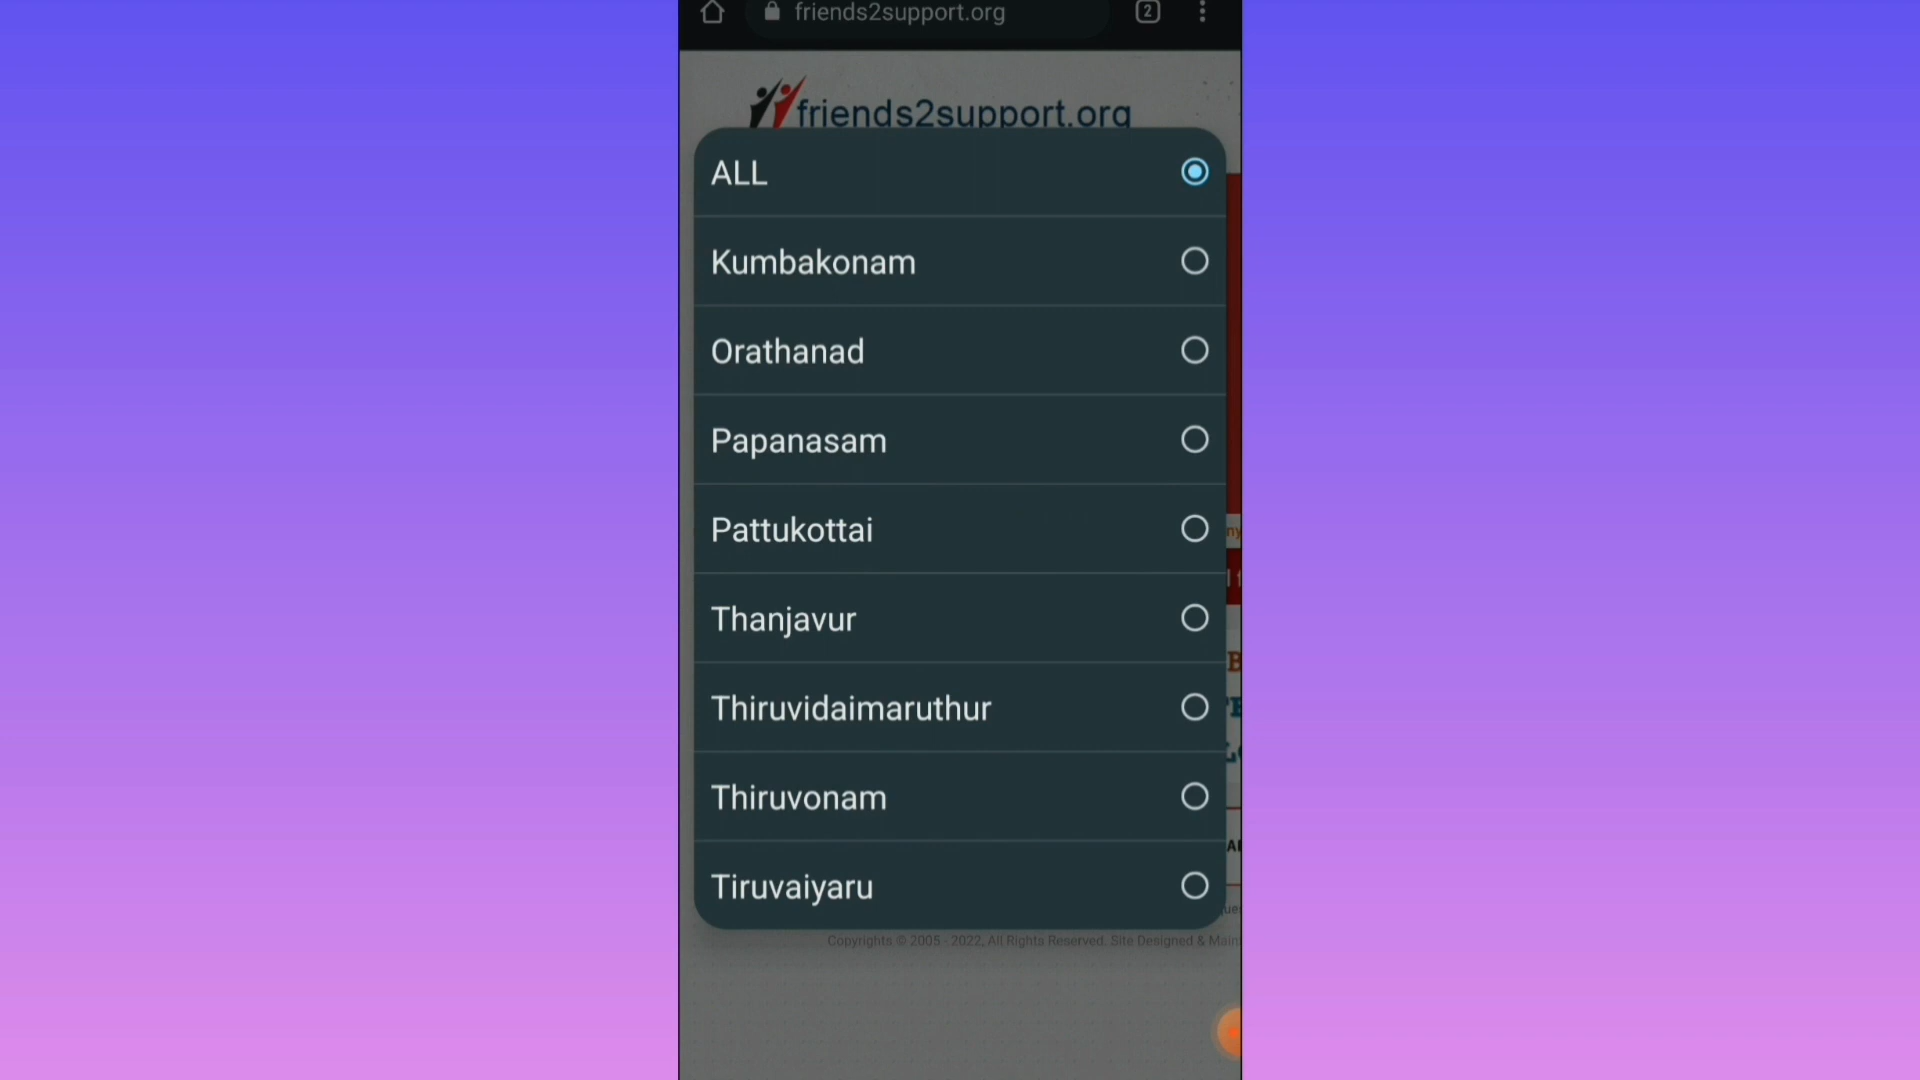 friends2support.org
2
friends2support.org
ALL
Kumbakonam
Orathanad
Papanasam
Pattukottai
Thanjavur
Thiruvidaimaruthur
Thiruvonam
Tiruvaiyaru
Copyrights © 2005 - 2022, All Rights Reserved. Site Designed &